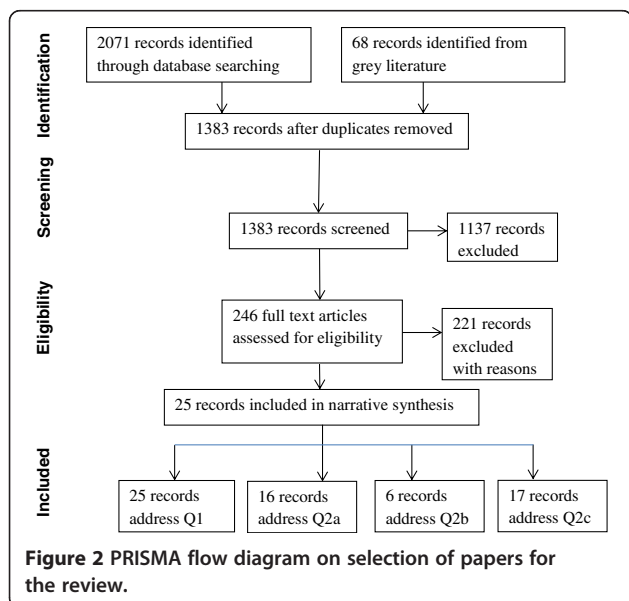 Identification
2071 records identified
through database searching
68 records identified from
grey literature
1383 records after duplicates removed
Screening
1383 records screened
1137 records
excluded
Eligibility
246 full text articles
assessed for eligibility
221 records
excluded
with reasons
25 records included in narrative synthesis
Included
25 records
address Q1
16 records
address Q2a
6 records
address Q2b
17 records
address Q2c
Figure 2 PRISMA flow diagram on selection of papers for
the review.